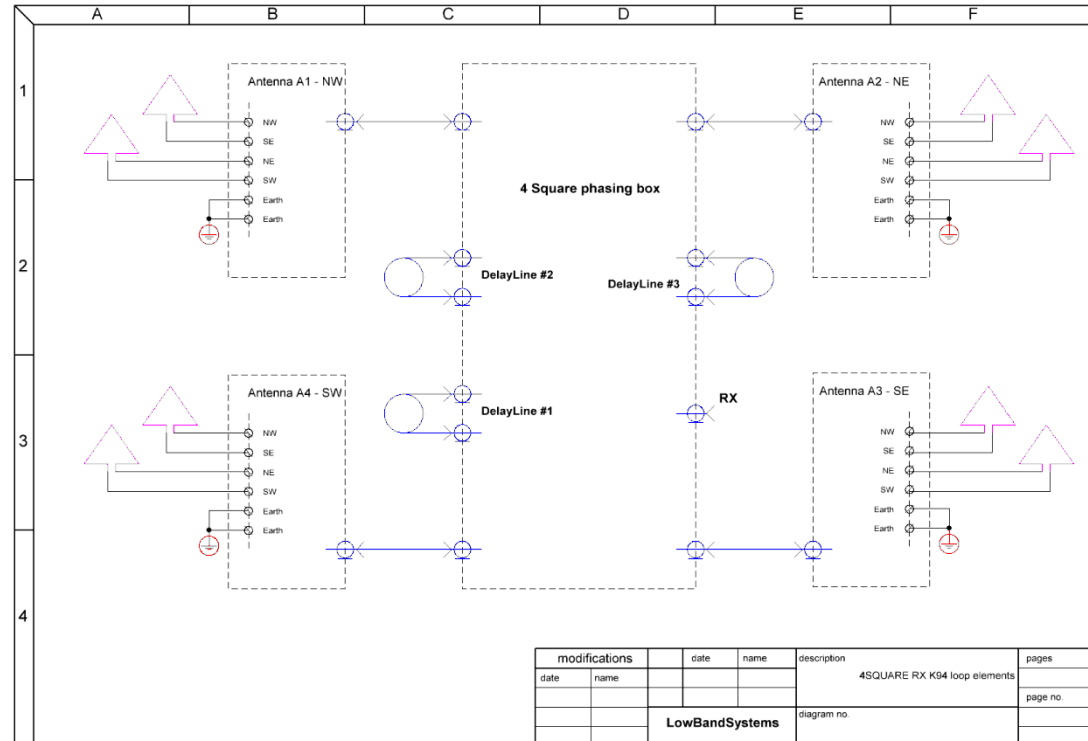 A B C D E F
1
2
3
4
Antenna A1 - NW
NW
SE
NE
SW
Earth
Earth
4 Square phasing box
DelayLine #2
DelayLine #3
DelayLine #1
RX
Antenna A2 - NE
NW
SE
NE
SW
Earth
Earth
Antenna A4 - SW
NW
SE
NE
SW
Earth
Earth
Antenna A3 - SE
NW
SE
NE
SW
Earth
Earth
modifications date name description pages
date name 4SQUARE RX K94 loop elements
page no.
LowBandSystems diagram no.